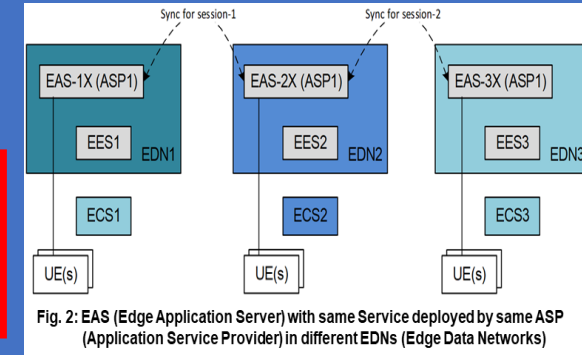 Sync for session-1
Sync for session-2
EAS-1X (ASP1)
EAS-2X (ASP1)
EAS-3X (ASP1)
EES1
EDN1
EES2
EDN2
EES3
EDN3
ECS1
ECS2
ECS3
UE(s)
UE(s)
UE(s)
Fig. 2: EAS (Edge Application Server) with same Service deployed by same ASP
(Application Service Provider) in different EDNs (Edge Data Networks)